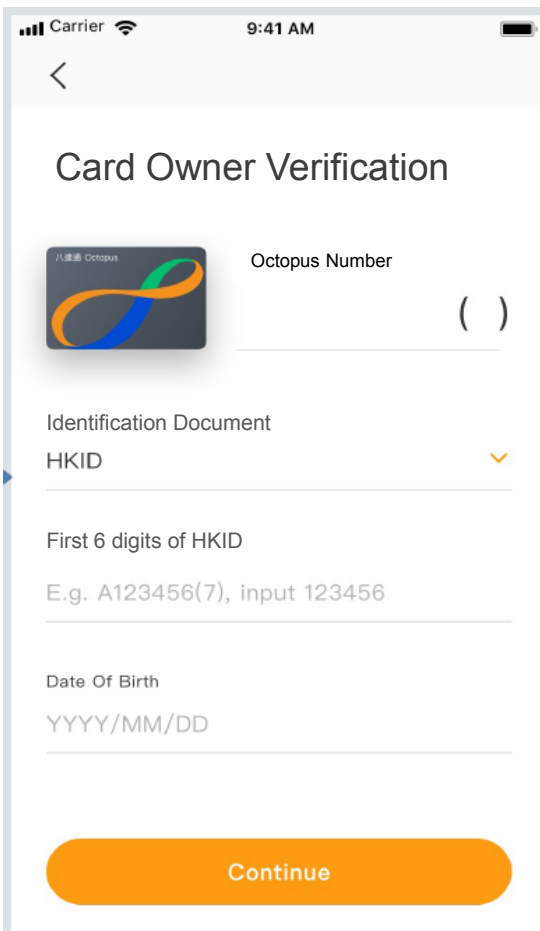 Carrier 9:41 AM
Card Owner Verification
八達通 Octopus
Octopus Number
( )
Identification Document
HKID
First 6 digits of HKID
E.g. A123456(7), input 123456
Date Of Birth
YYYY/MM/DD
Continue